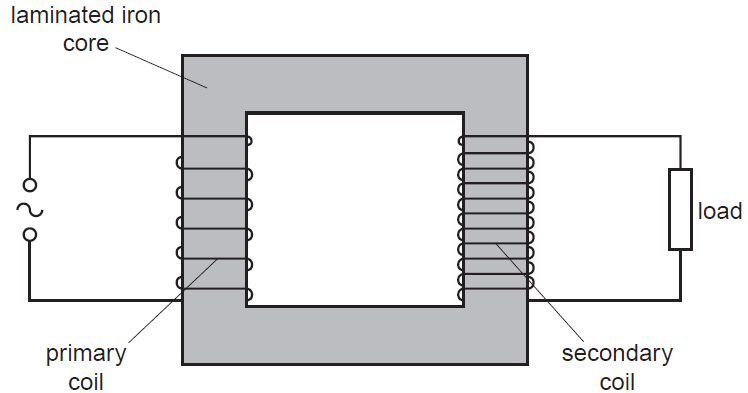 laminated iron
core
load
primary
coil
secondary
coil